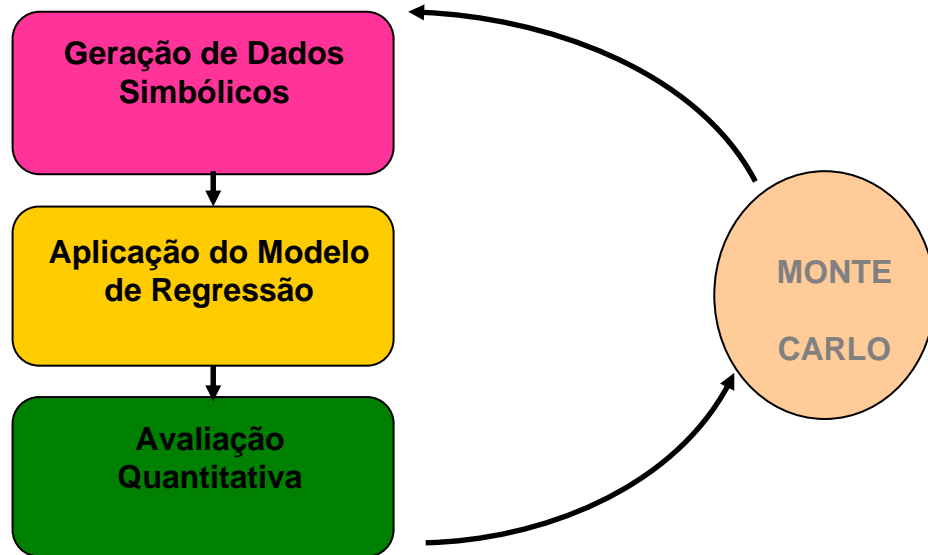 Geração de Dados
Simbólicos
Aplicação do Modelo
de Regressão
Avaliação
Quantitativa
MONTE
CARLO